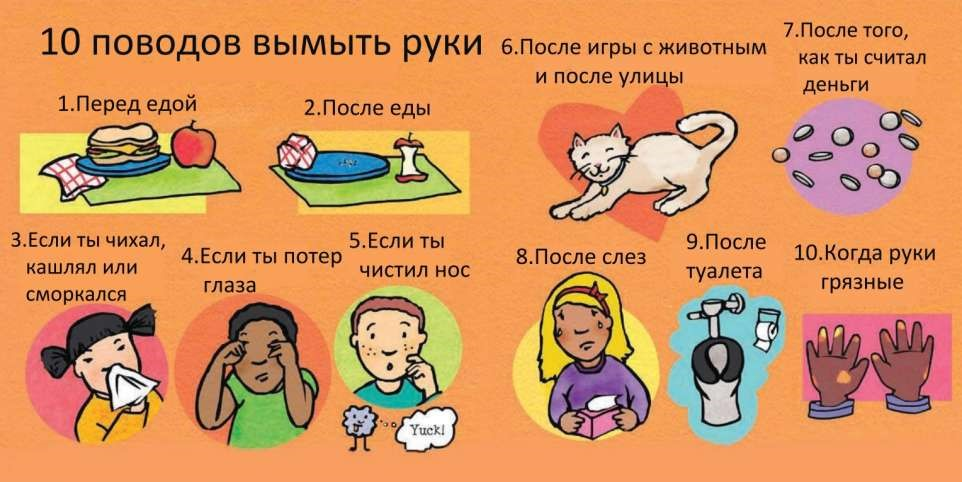 10 поводов вымыть руки
1.Перед едой
2.После еды
3.Если ты чихал,
кашлял или
сморкался
4.Если ты потер
глаза
5.Если ты
чистил нос
Yuck!
6.После игры с животным
и после улицы
7.После того,
как ты считал
деньги
8.После слез
9.После
туалета
10.Когда руки
грязные